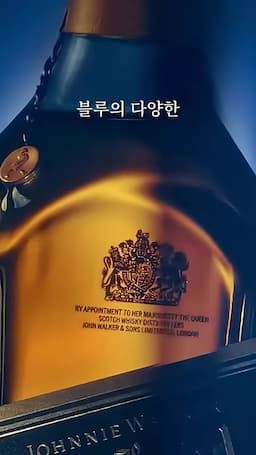 블루의 다양한
BY APPOINTMENT TO HER MAJESTY THE QUEEN
SCOTCH WHISKY DISTILLERS
JOHN WALKER & SONS LIMITED, LONDON
JOHNNIE W